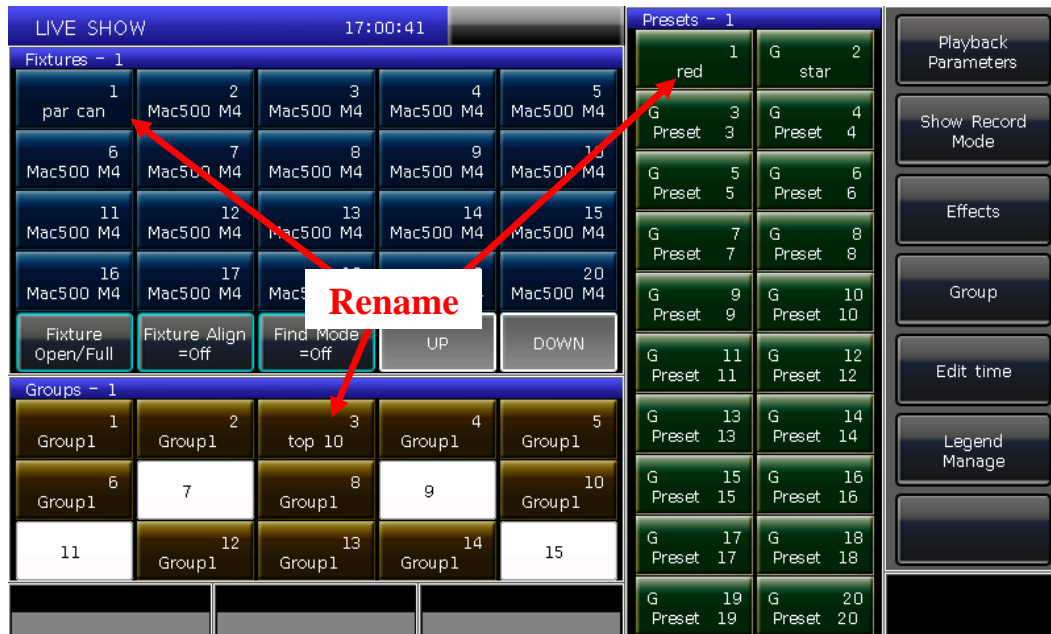 LIVE SHOW 17:00:41
Fixtures - 1
1
par can
2
Mac500 M4
3
Mac500 M4
4
Mac500 M4
5
Mac500 M4
6
Mac500 M4
7
Mac500 M4
8
Mac500 M4
9
Mac500 M4
10
Mac500 M4
11
Mac500 M4
12
Mac500 M4
13
Mac500 M4
14
Mac500 M4
15
Mac500 M4
16
Mac500 M4
17
Mac500 M4
20
Mac500 M4
Rename
Fixture
Open/Full
Fixture Align
=Off
Find Mode
=Off
UP
DOWN
Groups - 1
1
Group1
2
Group1
3
top 10
4
Group1
5
Group1
6
Group1
7
8
Group1
9
10
Group1
11
12
Group1
13
Group1
14
Group1
15
Presets - 1
1
red
G 2
star
G 3
Preset 3
G 4
Preset 4
G 5
Preset 5
G 6
Preset 6
G 7
Preset 7
G 8
Preset 8
G 9
Preset 9
G 10
Preset 10
G 11
Preset 11
G 12
Preset 12
G 13
Preset 13
G 14
Preset 14
G 15
Preset 15
G 16
Preset 16
G 17
Preset 17
G 18
Preset 18
G 19
Preset 19
G 20
Preset 20
Playback
Parameters
Show Record
Mode
Effects
Group
Edit time
Legend
Manage